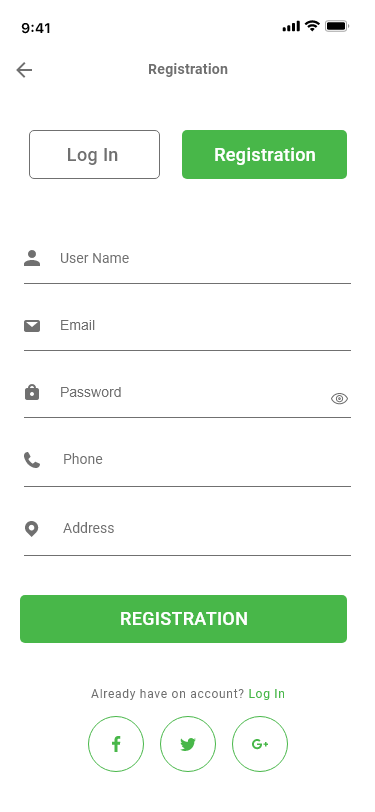 9:41
Registration
Log In
Registration
User Name
Email
Password
Phone
Address
REGISTRATION
Already have on account? Log In
G+